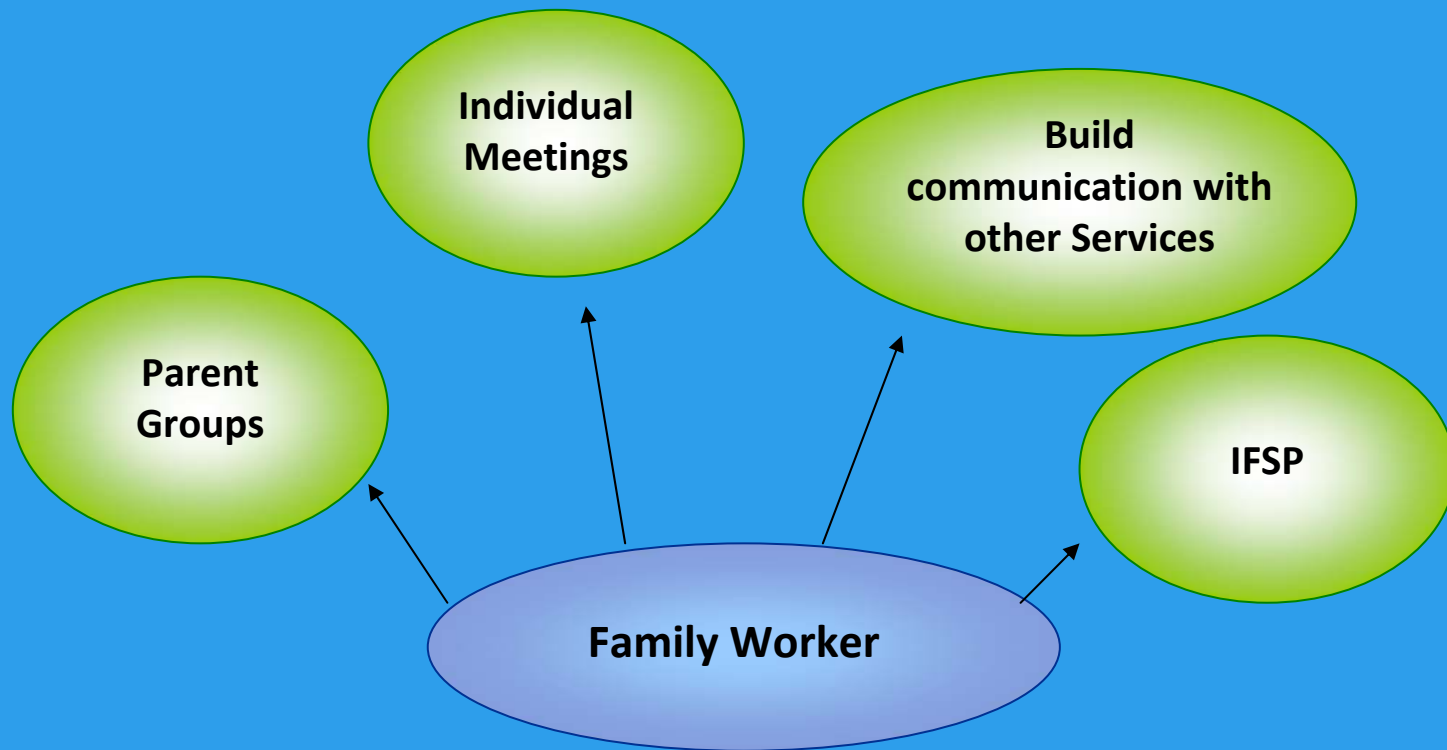 Individual
Meetings
Build
communication with
other Services
Parent
Groups
IFSP
Family Worker